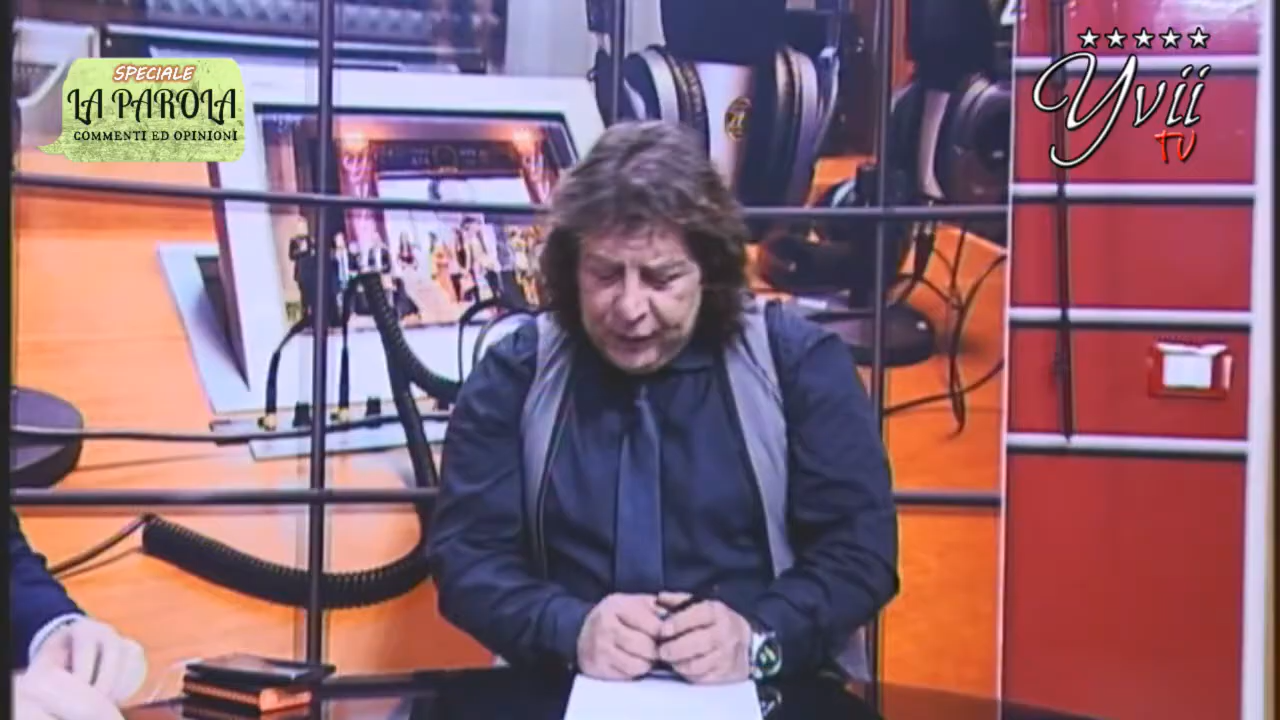 SPECIALE
LA PAROLA
COMMENTI ED OPINIONI
Yvii
TV